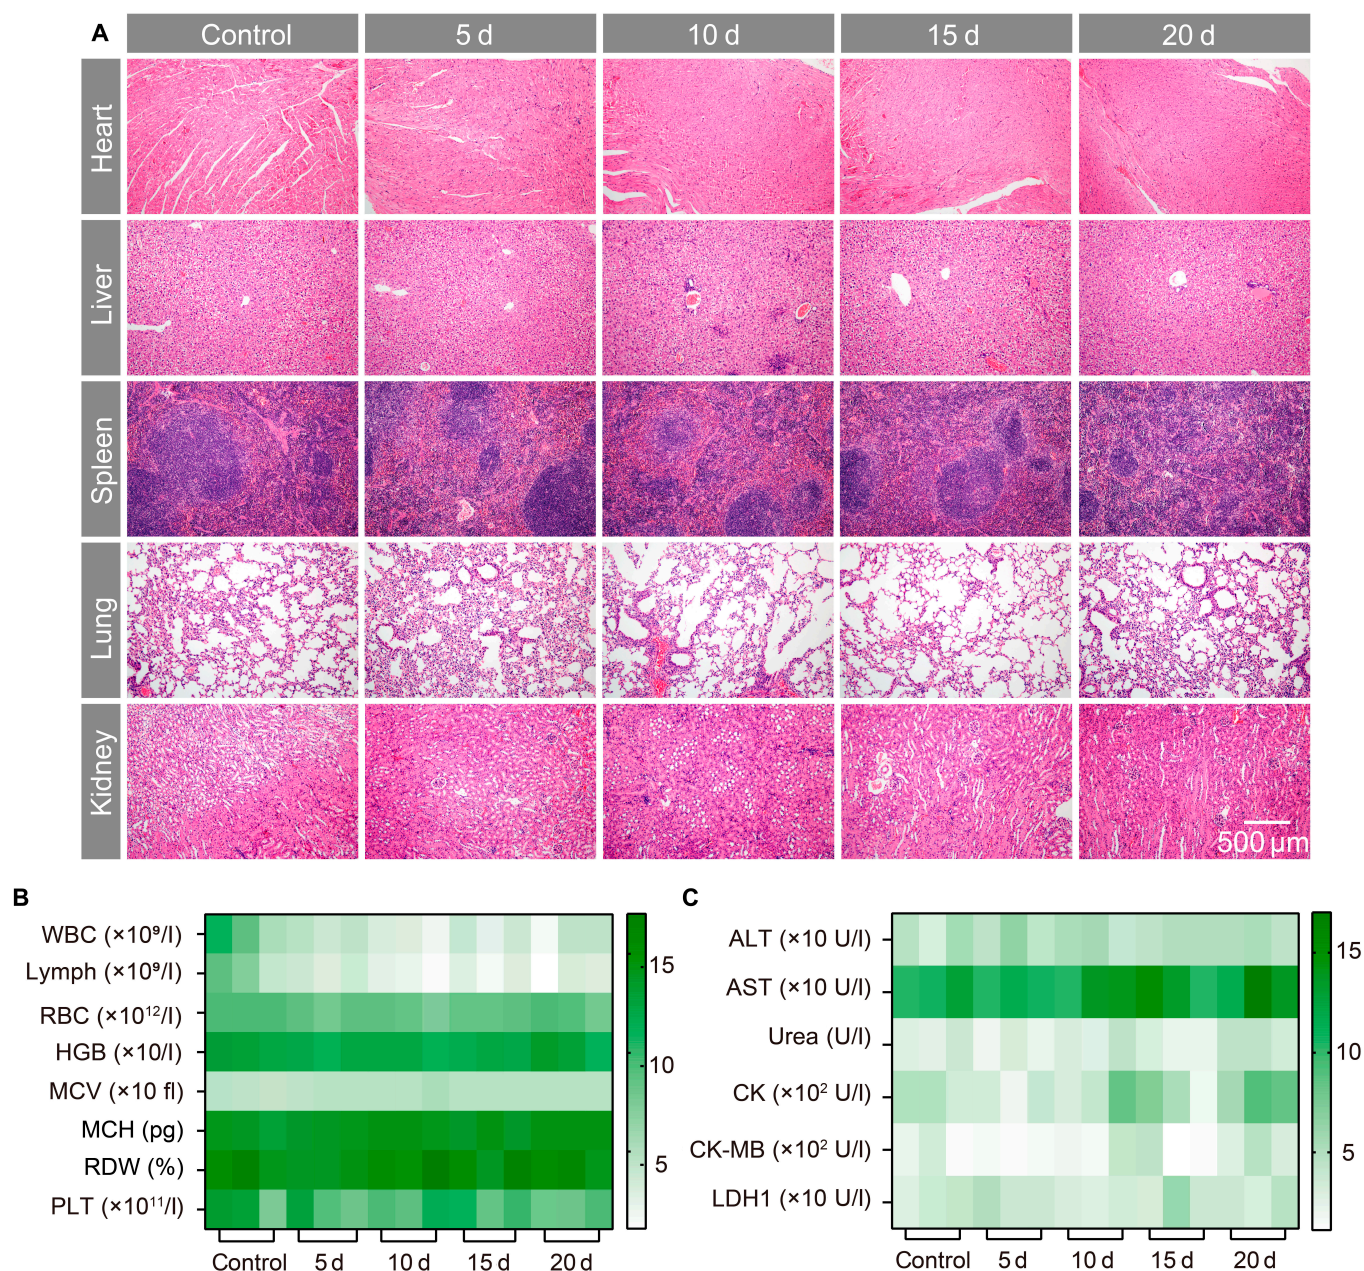 A
Control
5 d
10 d
15 d
20 d
Heart
Liver
Spleen
Lung
Kidney
500 µm
B
WBC (×10⁹/l)
Lymph (×10⁹/l)
RBC (×10¹²/l)
HGB (×10/l)
MCV (×10 fl)
MCH (pg)
RDW (%)
PLT (×10¹¹/l)
15
10
5
Control
5 d
10 d
15 d
20 d
C
ALT (×10 U/l)
AST (×10 U/l)
Urea (U/l)
CK (×10² U/l)
CK-MB (×10² U/l)
LDH1 (×10 U/l)
15
10
5
Control
5 d
10 d
15 d
20 d